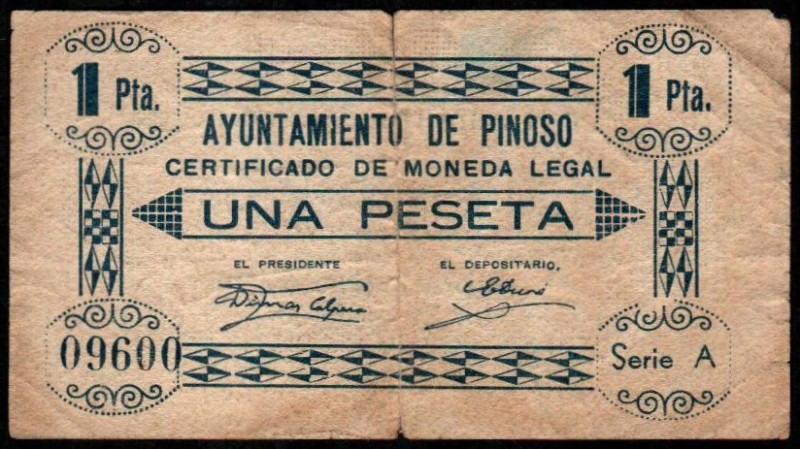 1 Pta.
1 Pta.
AYUNTAMIENTO DE PINOSO
CERTIFICADO DE MONEDA LEGAL
UNA PESETA
EL PRESIDENTE
EL DEPOSITARIO,
09600
Serie A